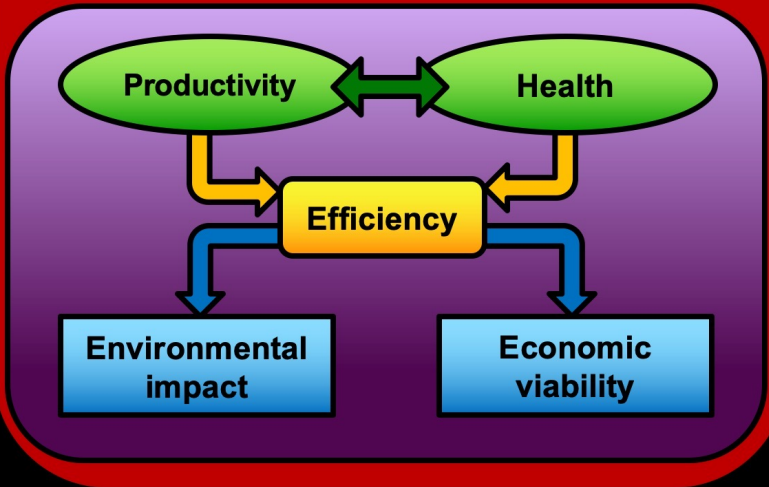 Productivity
Health
Efficiency
Environmental
impact
Economic
viability